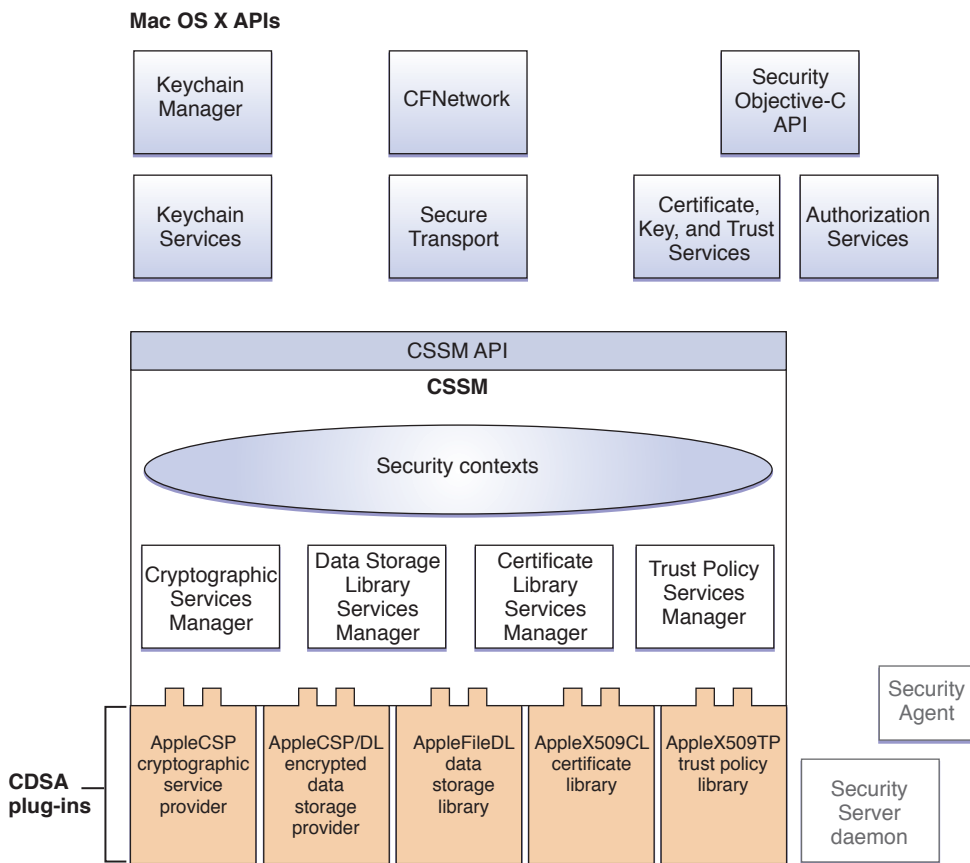 Mac OS X APIs
Keychain
Manager
CFNetwork
Security
Objective-C
API
Keychain
Services
Secure
Transport
Certificate,
Key, and Trust
Services
Authorization
Services
CSSM API
CSSM
Security contexts
Cryptographic
Services
Manager
Data Storage
Library
Services
Manager
Certificate
Library
Services
Manager
Trust Policy
Services
Manager
CDSA
plug-ins
AppleCSP
cryptographic
service
provider
AppleCSP/DL
encrypted
data
storage
provider
AppleFileDL
data
storage
library
AppleX509CL
certificate
library
AppleX509TP
trust policy
library
Security
Agent
Security
Server
daemon